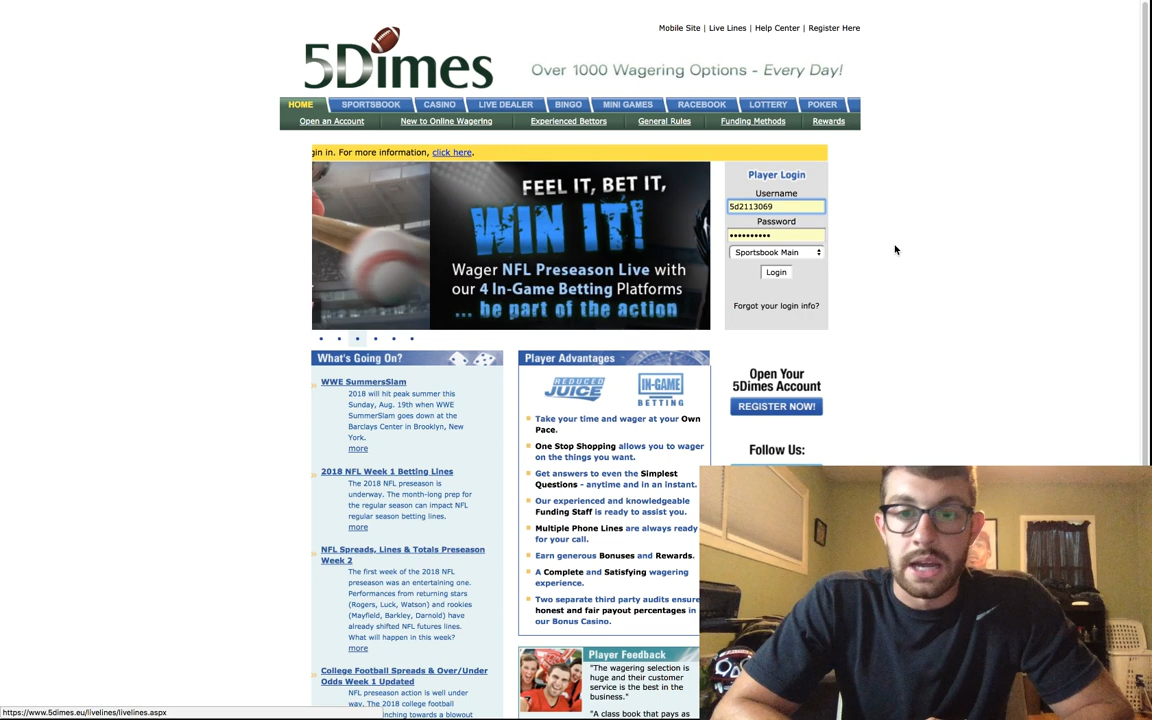 Mobile Site | Live Lines | Help Center | Register Here
5Dimes
Over 1000 Wagering Options - Every Day!
HOME SPORTSBOOK CASINO LIVE DEALER BINGO MINI GAMES RACEBOOK LOTTERY POKER
Open an Account New to Online Wagering Experienced Bettors General Rules Funding Methods Rewards
gin in. For more information, click here.
FEEL IT, BET IT,
WIN IT!
Wager NFL Preseason Live with
our 4 In-Game Betting Platforms
... be part of the action
Player Login
Username
5d2113069
Password
••••••••••
Sportsbook Main
Login
Forgot your login info?
What's Going On?
WWE SummersSlam
2018 will hit peak summer this
Sunday, Aug. 19th when WWE
SummerSlam goes down at the
Barclays Center in Brooklyn, New
York.
more
2018 NFL Week 1 Betting Lines
The 2018 NFL preseason is
underway. The month-long prep for
the regular season can impact NFL
regular season betting lines.
more
NFL Spreads, Lines & Totals Preseason
Week 2
The first week of the 2018 NFL
preseason was an entertaining one.
Performances from returning stars
(Rogers, Luck, Watson) and rookies
(Mayfield, Barkley, Darnold) have
already shifted NFL futures lines.
What will happen in this week?
more
College Football Spreads & Over/Under
Odds Week 1 Updated
NFL preseason action is well under
way. The 2018 college football
nching towards a blowout
Player Advantages
REDUCED
JUICE
IN-GAME
BETTING
Take your time and wager at your Own
Pace.
One Stop Shopping allows you to wager
on the things you want.
Get answers to even the Simplest
Questions - anytime and in an instant.
Our experienced and knowledgeable
Funding Staff is ready to assist you.
Multiple Phone Lines are always ready
for your call.
Earn generous Bonuses and Rewards.
A Complete and Satisfying wagering
experience.
Two separate third party audits ensure
honest and fair payout percentages in
our Bonus Casino.
Player Feedback
"The wagering selection is
huge and their customer
service is the best in the
business."
"A class book that pays as
Open Your
5Dimes Account
REGISTER NOW!
Follow Us:
https://www.5dimes.eu/livelines/livelines.aspx